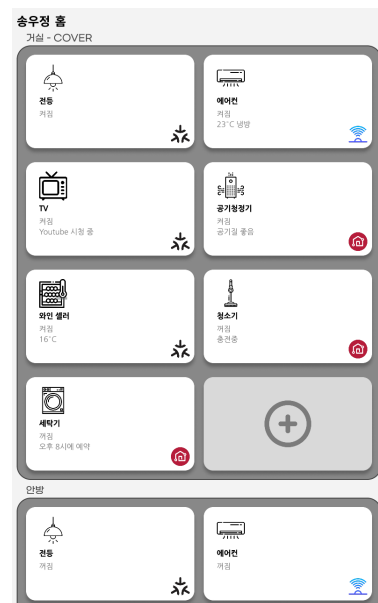 송우정 홈
거실 - COVER
전등
켜짐
에어컨
켜짐
23°C 냉방
TV
켜짐
Youtube 시청 중
공기청정기
켜짐
공기질 좋음
와인 셀러
켜짐
16°C
청소기
꺼짐
충전중
세탁기
꺼짐
오후 8시에 예약
안방
전등
꺼짐
에어컨
꺼짐